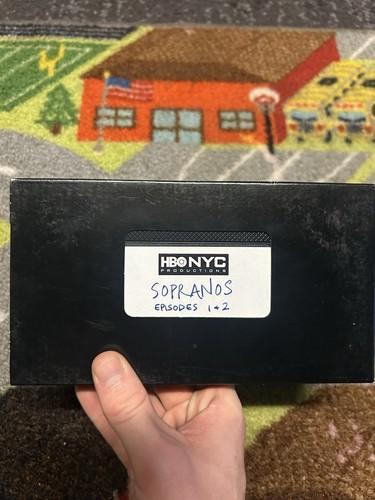 HBO NYC
PRODUCTIONS
SOPRANOS
EPISODES 1 + 2